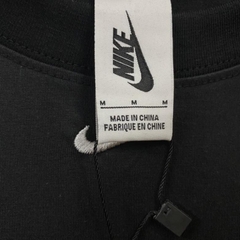 NIKE
M M M
MADE IN CHINA
FABRIQUE EN CHINE